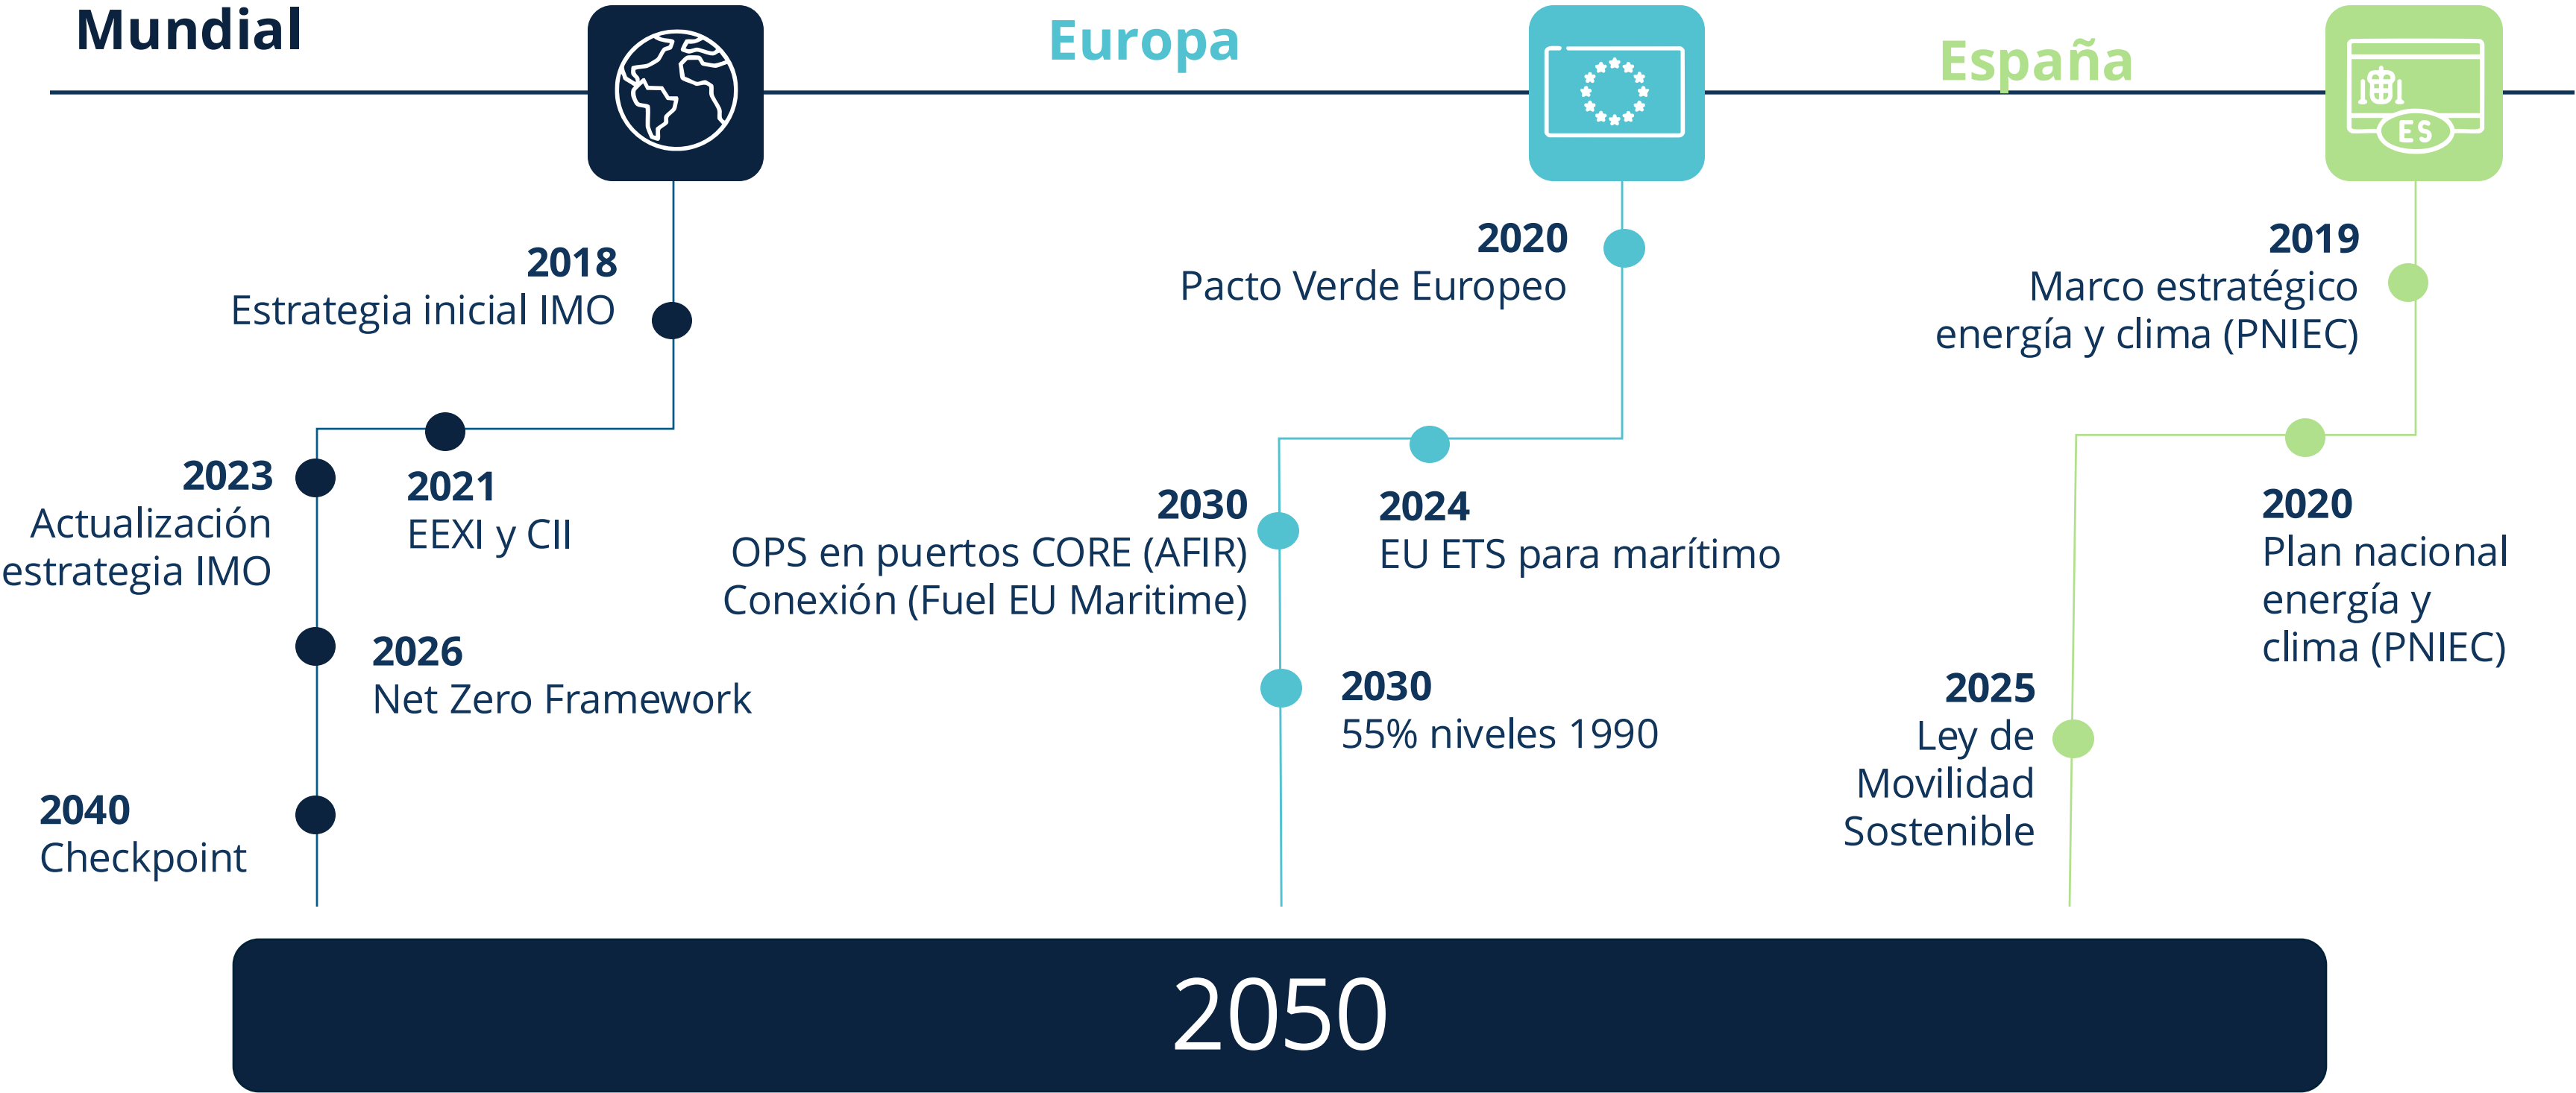 Mundial
2018
Estrategia inicial IMO
2021
EEXI y CII
2023
Actualización
estrategia IMO
2026
Net Zero Framework
2040
Checkpoint
Europa
2020
Pacto Verde Europeo
2024
EU ETS para marítimo
2030
OPS en puertos CORE (AFIR)
Conexión (Fuel EU Maritime)
2030
55% niveles 1990
España
ES
2019
Marco estratégico
energía y clima (PNIEC)
2020
Plan nacional
energía y
clima (PNIEC)
2025
Ley de
Movilidad
Sostenible
2050